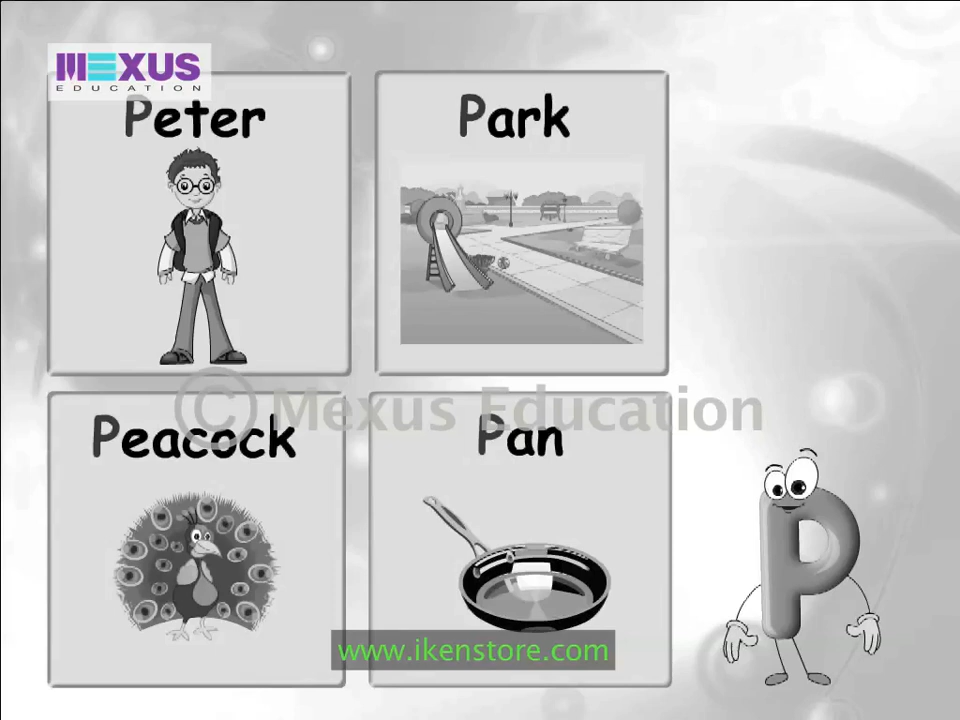 MEXUS
EDUCATION
Peter
Park
© Mexus Education
Peacock
Pan
P
www.ikenstore.com